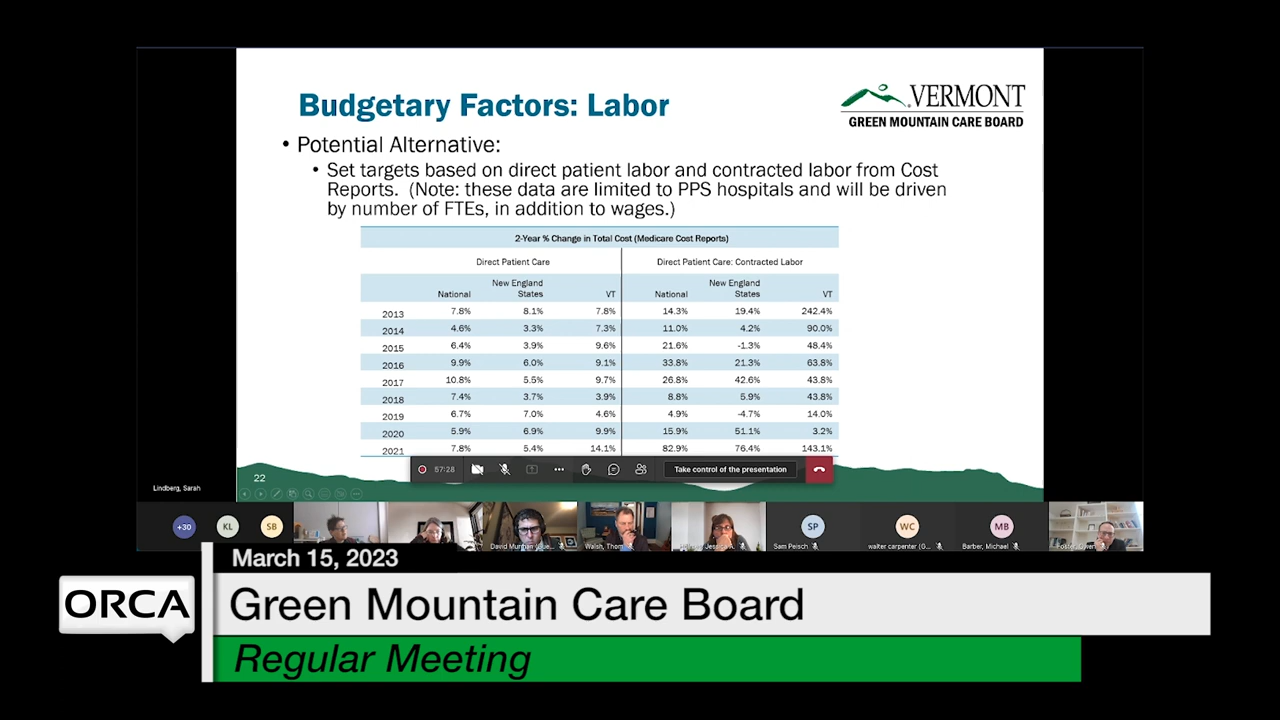 Budgetary Factors: Labor
VERMONT
GREEN MOUNTAIN CARE BOARD
• Potential Alternative:
• Set targets based on direct patient labor and contracted labor from Cost
Reports. (Note: these data are limited to PPS hospitals and will be driven
by number of FTEs, in addition to wages.)
2-Year % Change in Total Cost (Medicare Cost Reports)
Direct Patient Care Direct Patient Care: Contracted Labor
National New England States VT National New England States VT
2013 7.8% 8.1% 7.8% 14.3% 19.4% 242.4%
2014 4.6% 3.3% 7.3% 11.0% 4.2% 90.0%
2015 6.4% 3.9% 9.6% 21.6% -1.3% 48.4%
2016 9.9% 6.0% 9.1% 33.8% 21.3% 63.8%
2017 10.8% 5.5% 9.7% 26.8% 42.6% 43.8%
2018 7.4% 3.7% 3.9% 8.8% 5.9% 43.8%
2019 6.7% 7.0% 4.6% 4.9% -4.7% 14.0%
2020 5.9% 6.9% 9.9% 15.9% 51.1% 3.2%
2021 7.8% 5.4% 14.1% 82.9% 76.4% 143.1%
57:28 Take control of the presentation
22
Lindberg, Sarah
+30 KL SB SP WC MB
David Murman (Gue... Walsh, Thom Sam Peisch walter carpenter (G... Barber, Michael
March 15, 2023
ORCA
Green Mountain Care Board
Regular Meeting